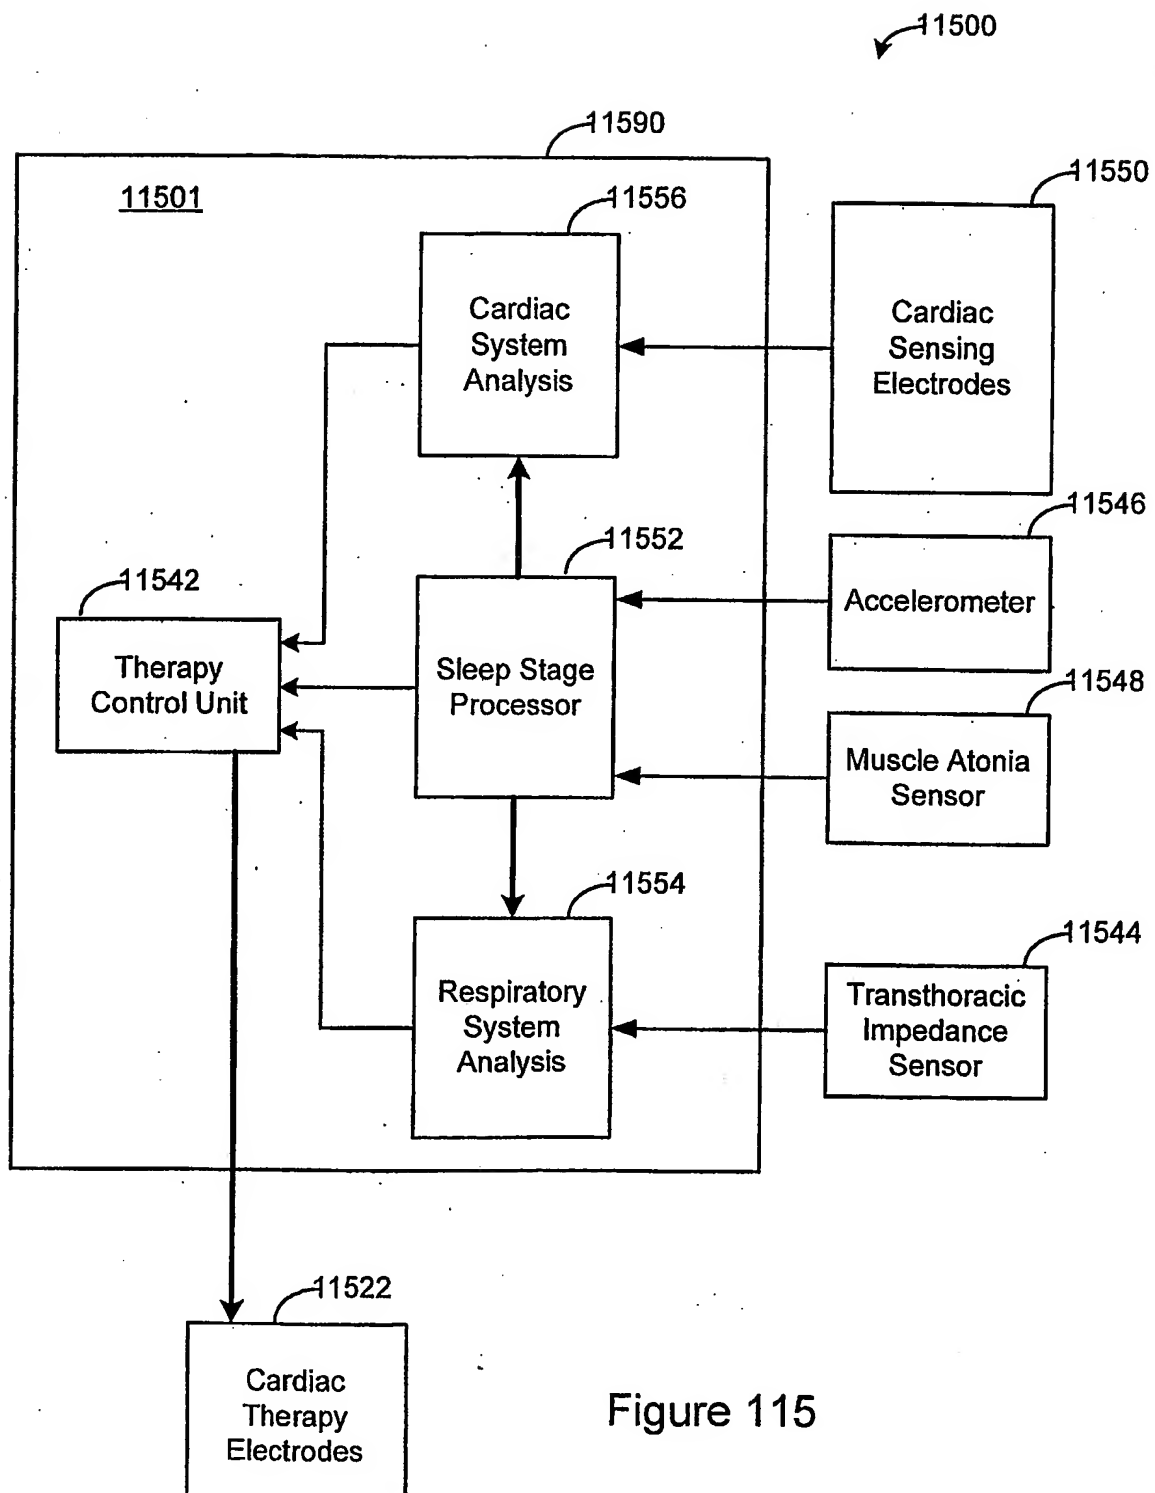 11500
11590
11501
11556
11550
Cardiac
System
Analysis
Cardiac
Sensing
Electrodes
11546
11552
Accelerometer
11542
Therapy
Control Unit
Sleep Stage
Processor
11548
Muscle Atonia
Sensor
11554
11544
Respiratory
System
Analysis
Transthoracic
Impedance
Sensor
11522
Cardiac
Therapy
Electrodes
Figure 115